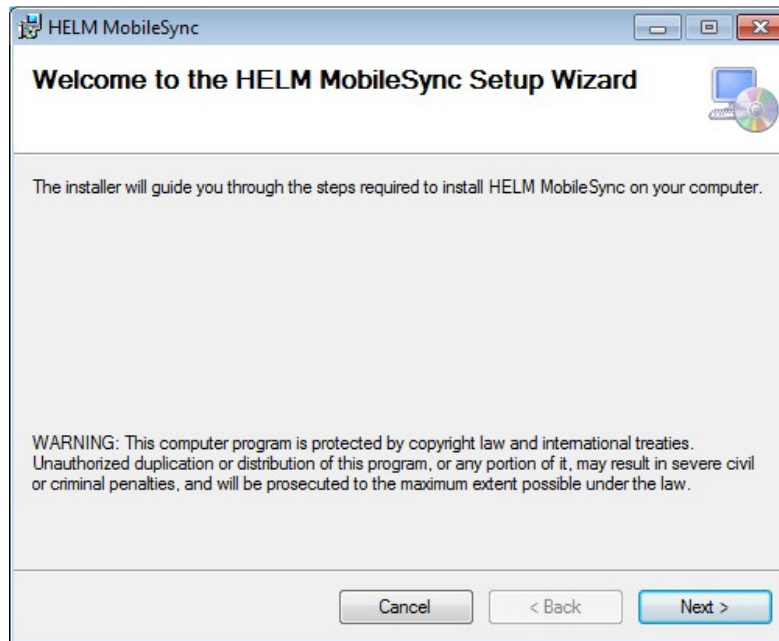 HELM MobileSync
Welcome to the HELM MobileSync Setup Wizard
The installer will guide you through the steps required to install HELM MobileSync on your computer.
WARNING: This computer program is protected by copyright law and international treaties.
Unauthorized duplication or distribution of this program, or any portion of it, may result in severe civil
or criminal penalties, and will be prosecuted to the maximum extent possible under the law.
Cancel
< Back
Next >